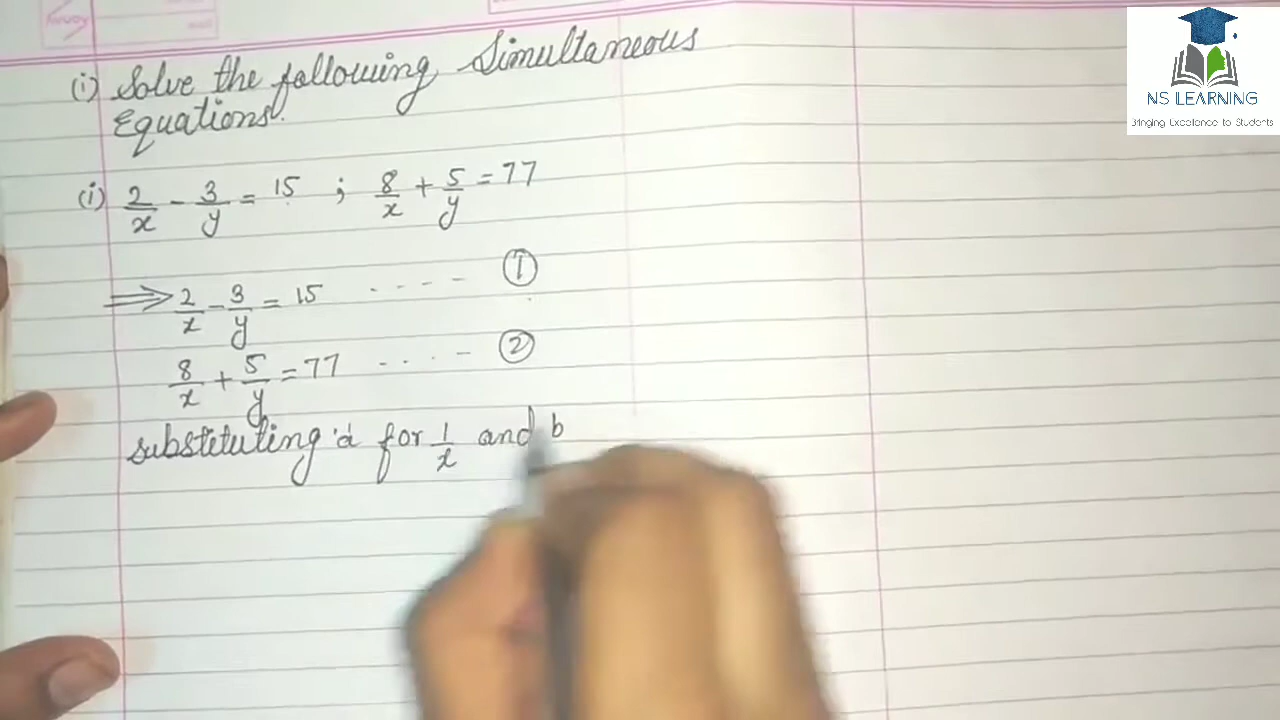 (i) Solve the following Simultaneous
Equations.
(i) 2/x - 3/y = 15 ; 8/x + 5/y = 77
⟹ 2/x - 3/y = 15 ---- ①
8/x + 5/y = 77 ---- ②
substituting 'a' for 1/x and b
NS LEARNING
Bringing Excellence to Students